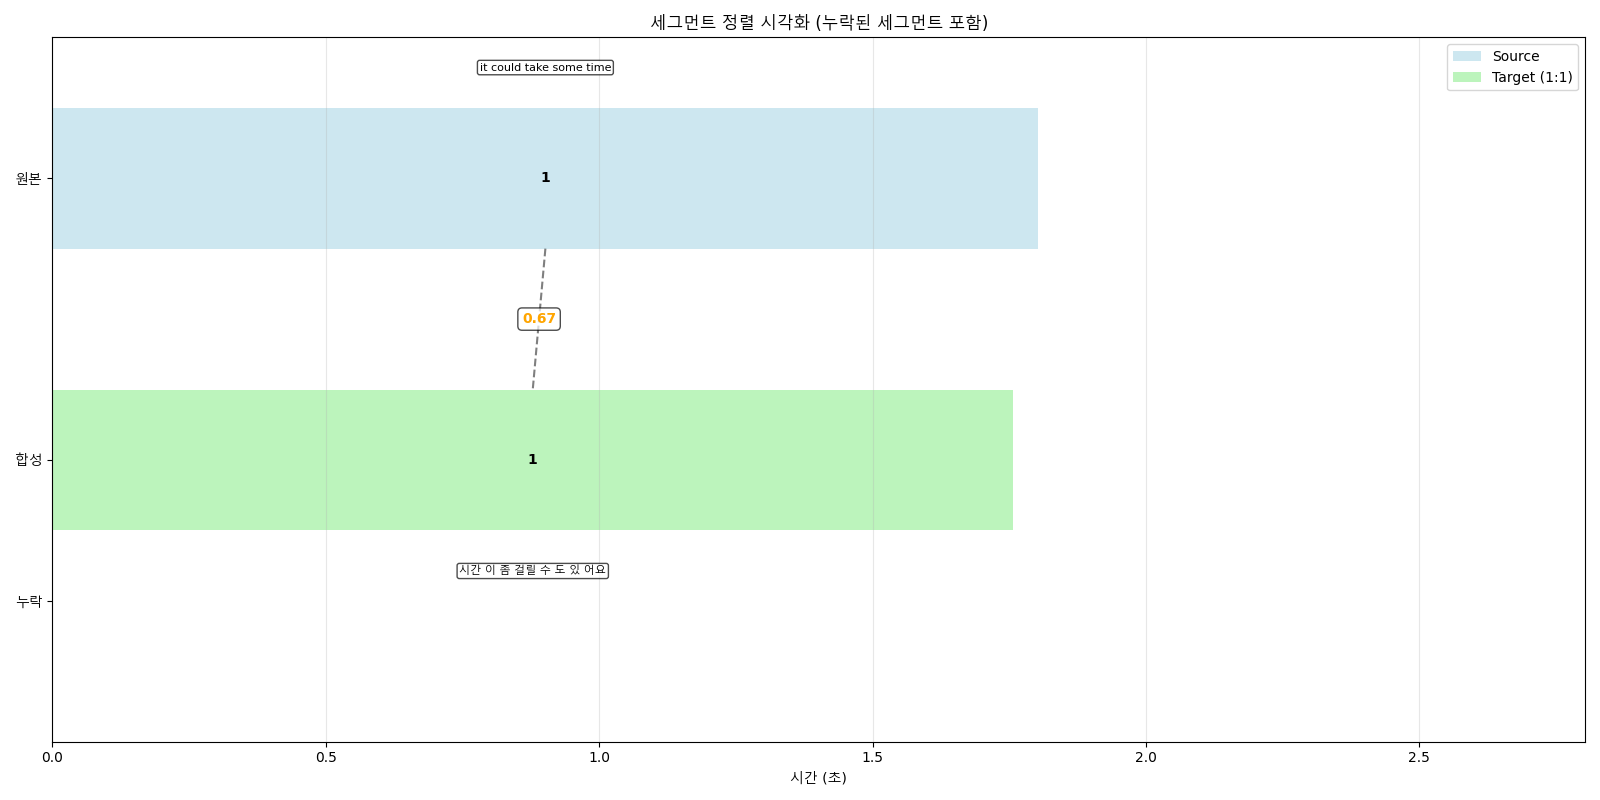 세그먼트 정렬 시각화 (누락된 세그먼트 포함)
it could take some time
Source
Target (1:1)
원본
1
0.67
합성
1
시간 이 좀 걸릴 수 도 있 어요
누락
0.0 0.5 1.0 1.5 2.0 2.5
시간 (초)